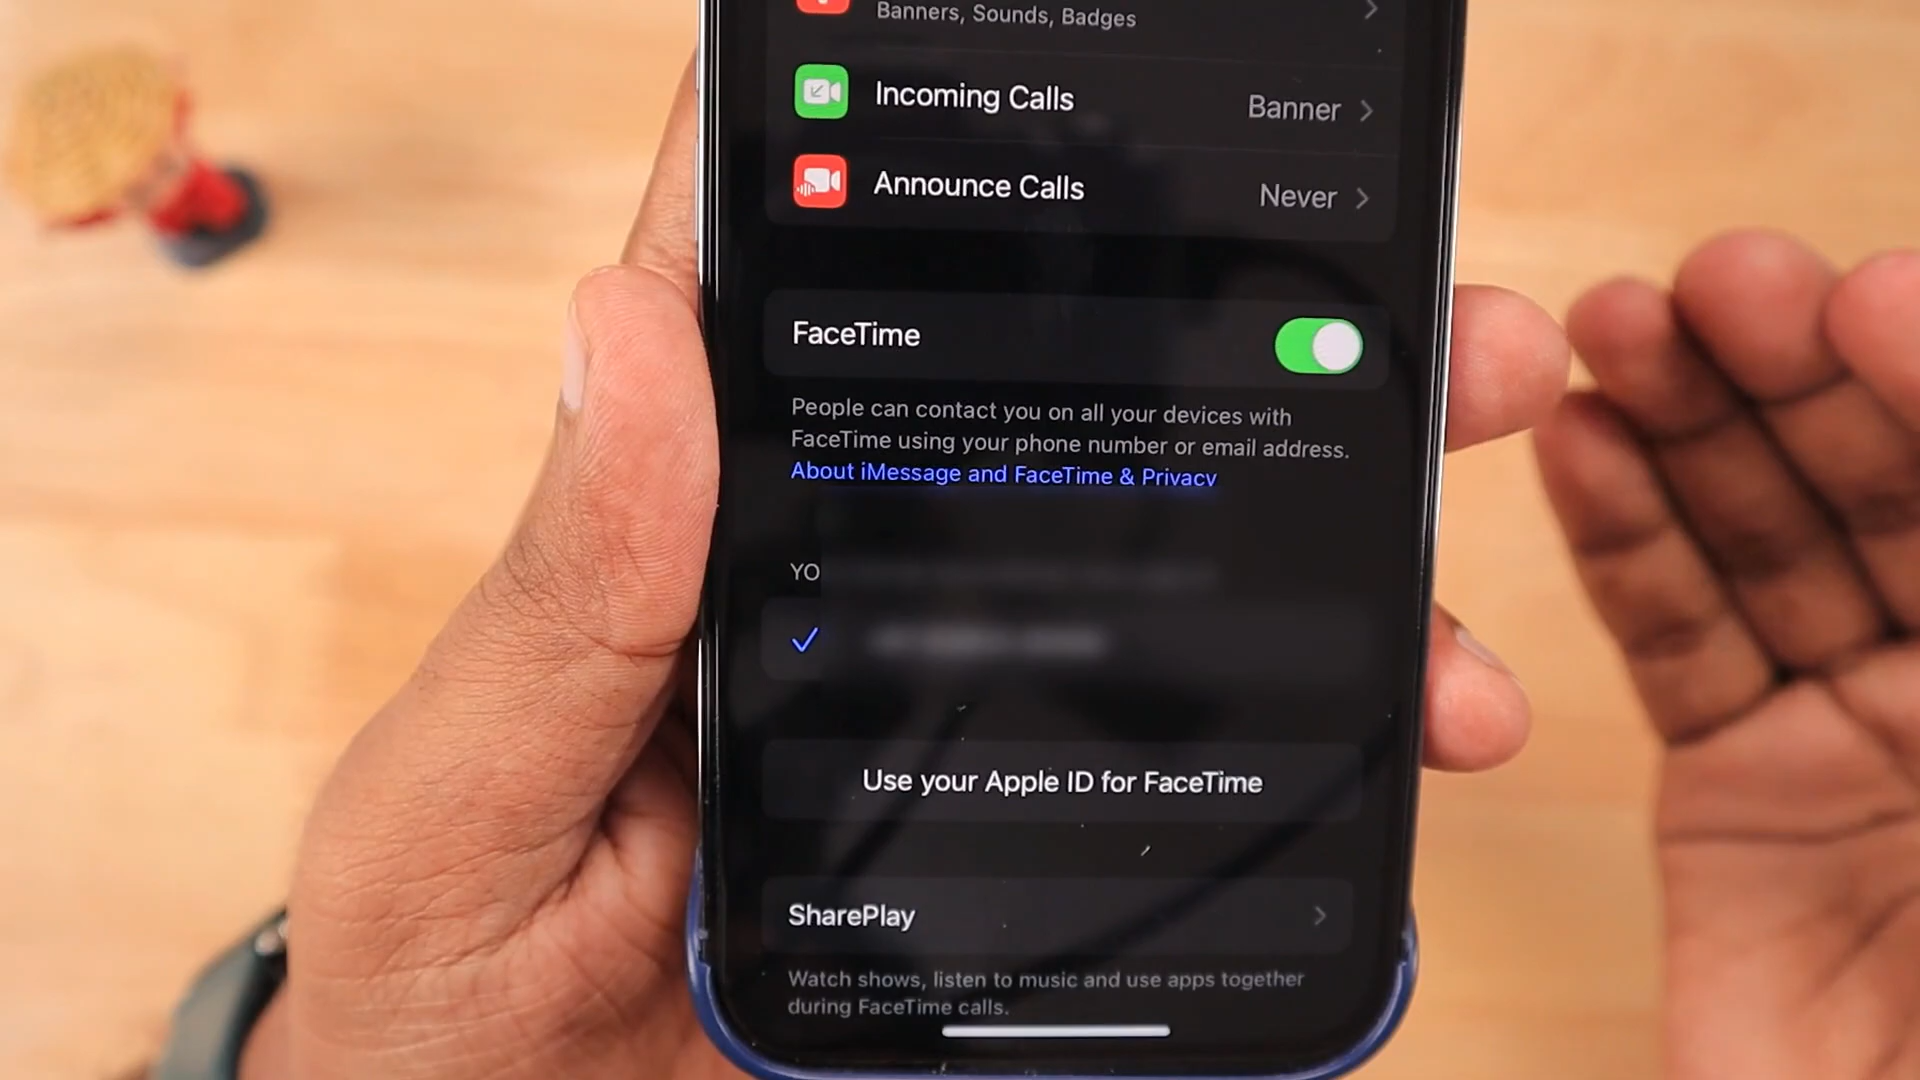 Banners, Sounds, Badges
Incoming Calls
Banner
Announce Calls
Never
FaceTime
People can contact you on all your devices with
FaceTime using your phone number or email address.
About iMessage and FaceTime & Privacy
YO
Use your Apple ID for FaceTime
SharePlay
Watch shows, listen to music and use apps together
during FaceTime calls.